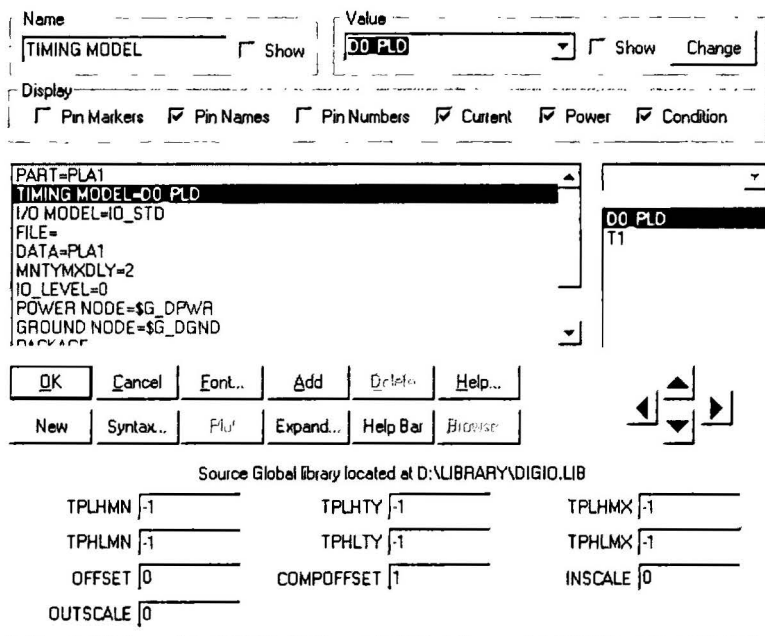 Name
Value
TIMING MODEL
Show
D0_PLD
Show
Change
Display
Pin Markers
Pin Names
Pin Numbers
Current
Power
Condition
PART=PLA1
TIMING MODEL=D0_PLD
I/O MODEL=IO_STD
FILE=
DATA=PLA1
MNTYMXDLY=2
IO_LEVEL=0
POWER NODE=$G_DPWR
GROUND NODE=$G_DGND
D0_PLD
T1
OK
Cancel
Font...
Add
Delete
Help...
New
Syntax...
Plot
Expand...
Help Bar
Browse
Source Global library located at D:\LIBRARY\DIGIO.LIB
TPLHMN -1
TPLHTY -1
TPLHMX -1
TPHLMN -1
TPHLTY -1
TPHLMX -1
OFFSET 0
COMPOFFSET 1
INSCALE 0
OUTSCALE 0